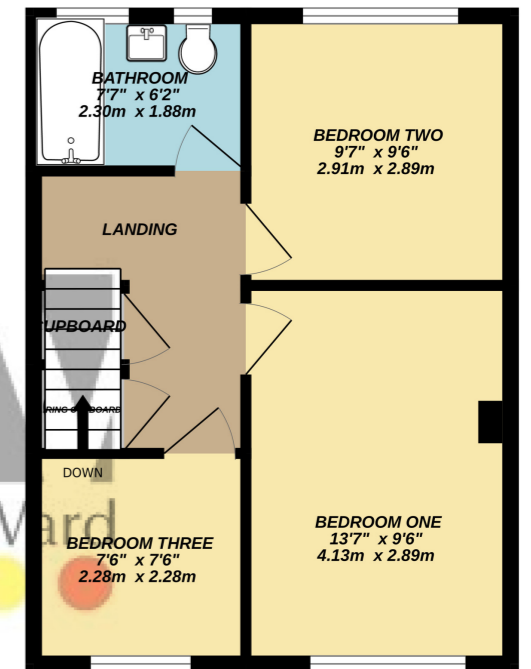 BATHROOM
7'7" x 6'2"
2.30m x 1.88m
BEDROOM TWO
9'7" x 9'6"
2.91m x 2.89m
LANDING
UPBOARD
DOWN
Ward
BEDROOM THREE
7'6" x 7'6"
2.28m x 2.28m
BEDROOM ONE
13'7" x 9'6"
4.13m x 2.89m